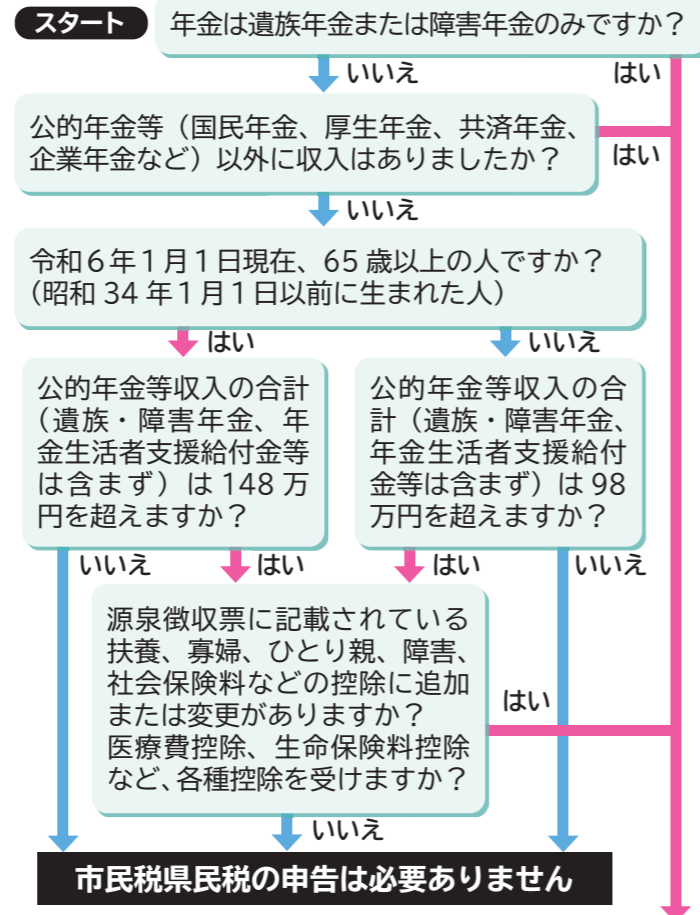 スタート
年金は遺族年金または障害年金のみですか？
いいえ
はい
公的年金等（国民年金、厚生年金、共済年金、
企業年金など）以外に収入はありましたか？
はい
いいえ
令和６年１月１日現在、65 歳以上の人ですか？
（昭和 34 年１月１日以前に生まれた人）
はい
いいえ
公的年金等収入の合計
（遺族・障害年金、年
金生活者支援給付金等
は含まず）は 148 万
円を超えますか？
公的年金等収入の合
計（遺族・障害年金、
年金生活者支援給付
金等は含まず）は 98
万円を超えますか？
いいえ
はい
はい
いいえ
源泉徴収票に記載されている
扶養、寡婦、ひとり親、障害、
社会保険料などの控除に追加
または変更がありますか？
医療費控除、生命保険料控除
など、各種控除を受けますか？
はい
いいえ
市民税県民税の申告は必要ありません